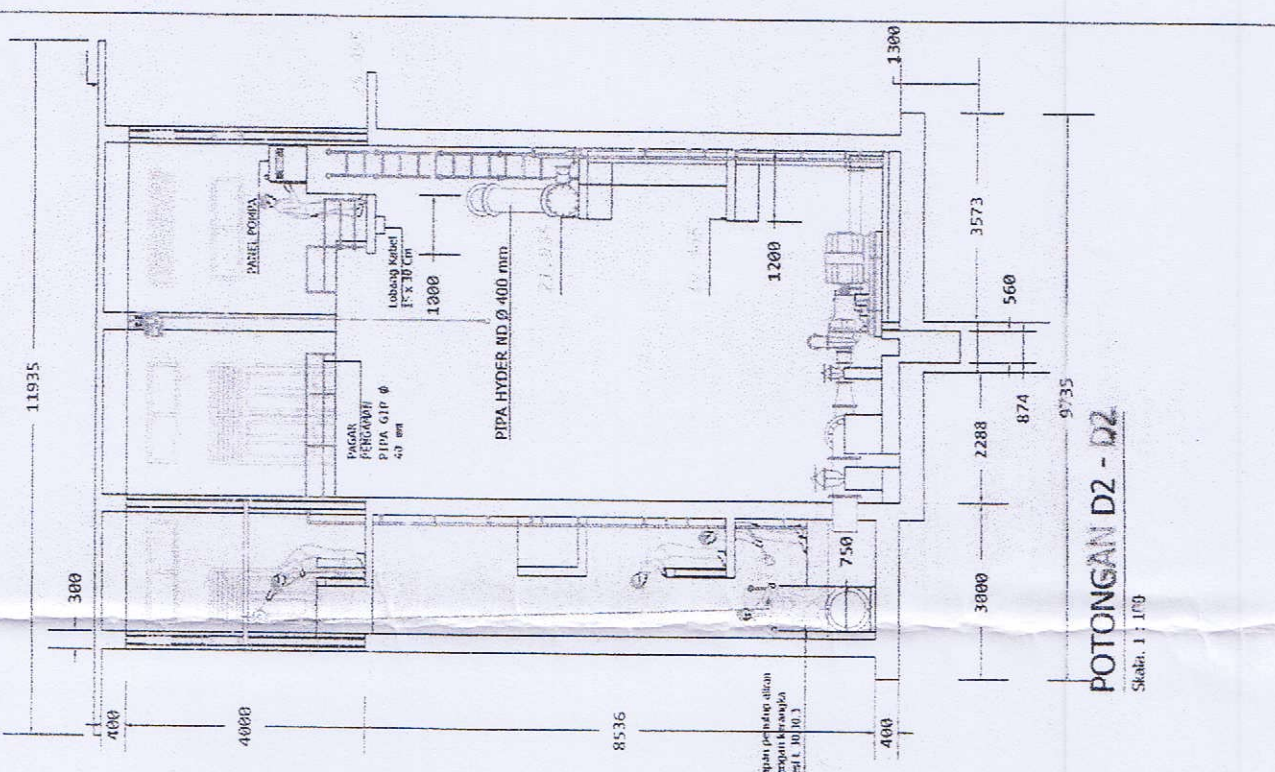 11935
300
400
4000
8536
400
PANEL POMPA
Lobang Kabel
15 x 30 Cm
1000
PAGAR
PENGAMAN
PIPA GIP Ø
40 mm
PIPA HYDER ND Ø 400 mm
1200
750
1300
3573
560
874
2288
3000
9735
POTONGAN D2 - D2
Skala. 1 : 100